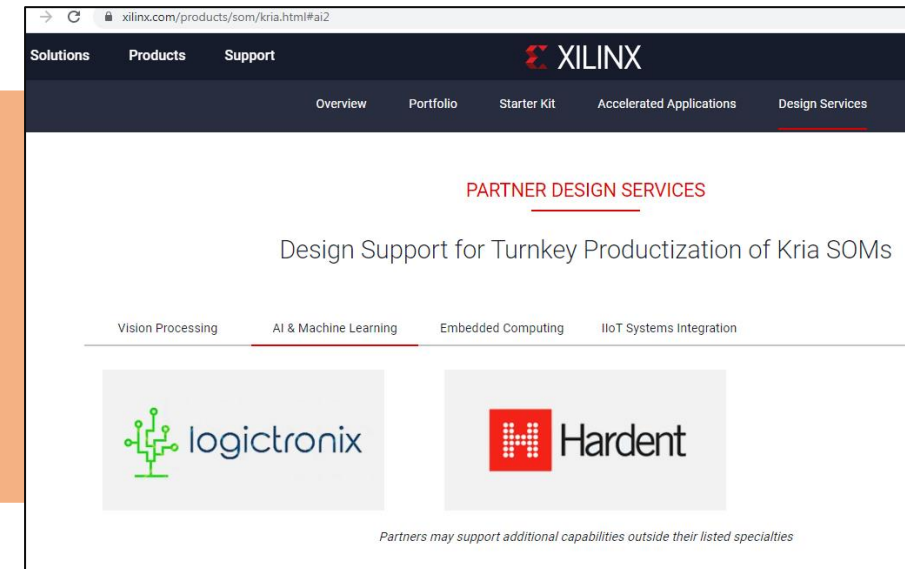 xilinx.com/products/som/kria.html#ai2
Solutions Products Support XILINX
Overview Portfolio Starter Kit Accelerated Applications Design Services
PARTNER DESIGN SERVICES
Design Support for Turnkey Productization of Kria SOMs
Vision Processing AI & Machine Learning Embedded Computing IIoT Systems Integration
logictronix Hardent
Partners may support additional capabilities outside their listed specialties